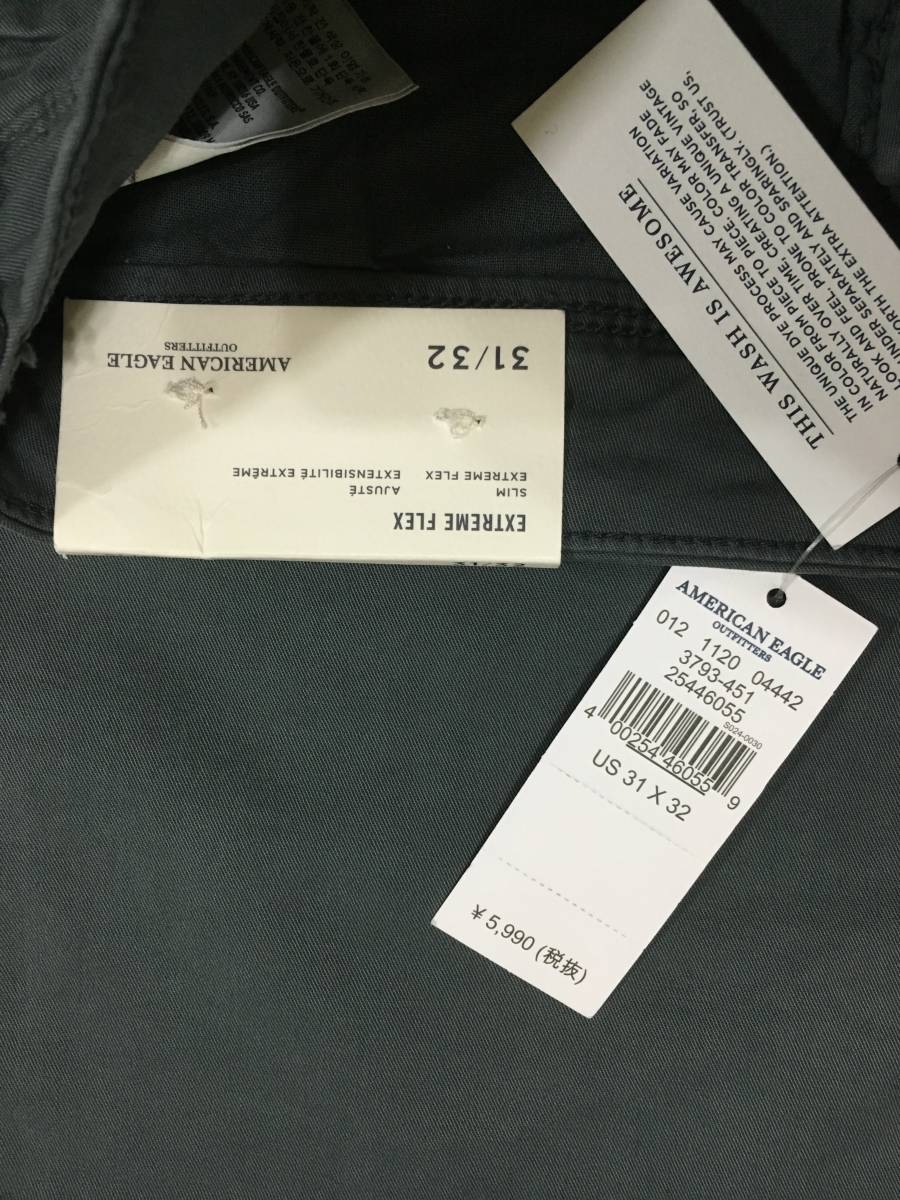 AMERICAN EAGLE
OUTFITTERS
31/32
EXTREME FLEX
SLIM
EXTREME FLEX
AJUSTÉ
EXTENSIBILITÉ EXTRÊME
THIS WASH IS AWESOME
THE UNIQUE DYE PROCESS MAY CAUSE VARIATION
IN COLOR FROM PIECE TO PIECE. COLOR MAY FADE
NATURALLY OVER TIME, CREATING A UNIQUE VINTAGE
LOOK AND FEEL. PRONE TO COLOR TRANSFER, SO
UNDER SEPARATELY AND SPARINGLY. (TRUST US,
THE EXTRA ATTENTION.)
AMERICAN EAGLE
OUTFITTERS
012 1120 04442
3793-451
25446055
S024-0030
4 00254 46055 9
US 31 X 32
¥ 5,990 (税抜)